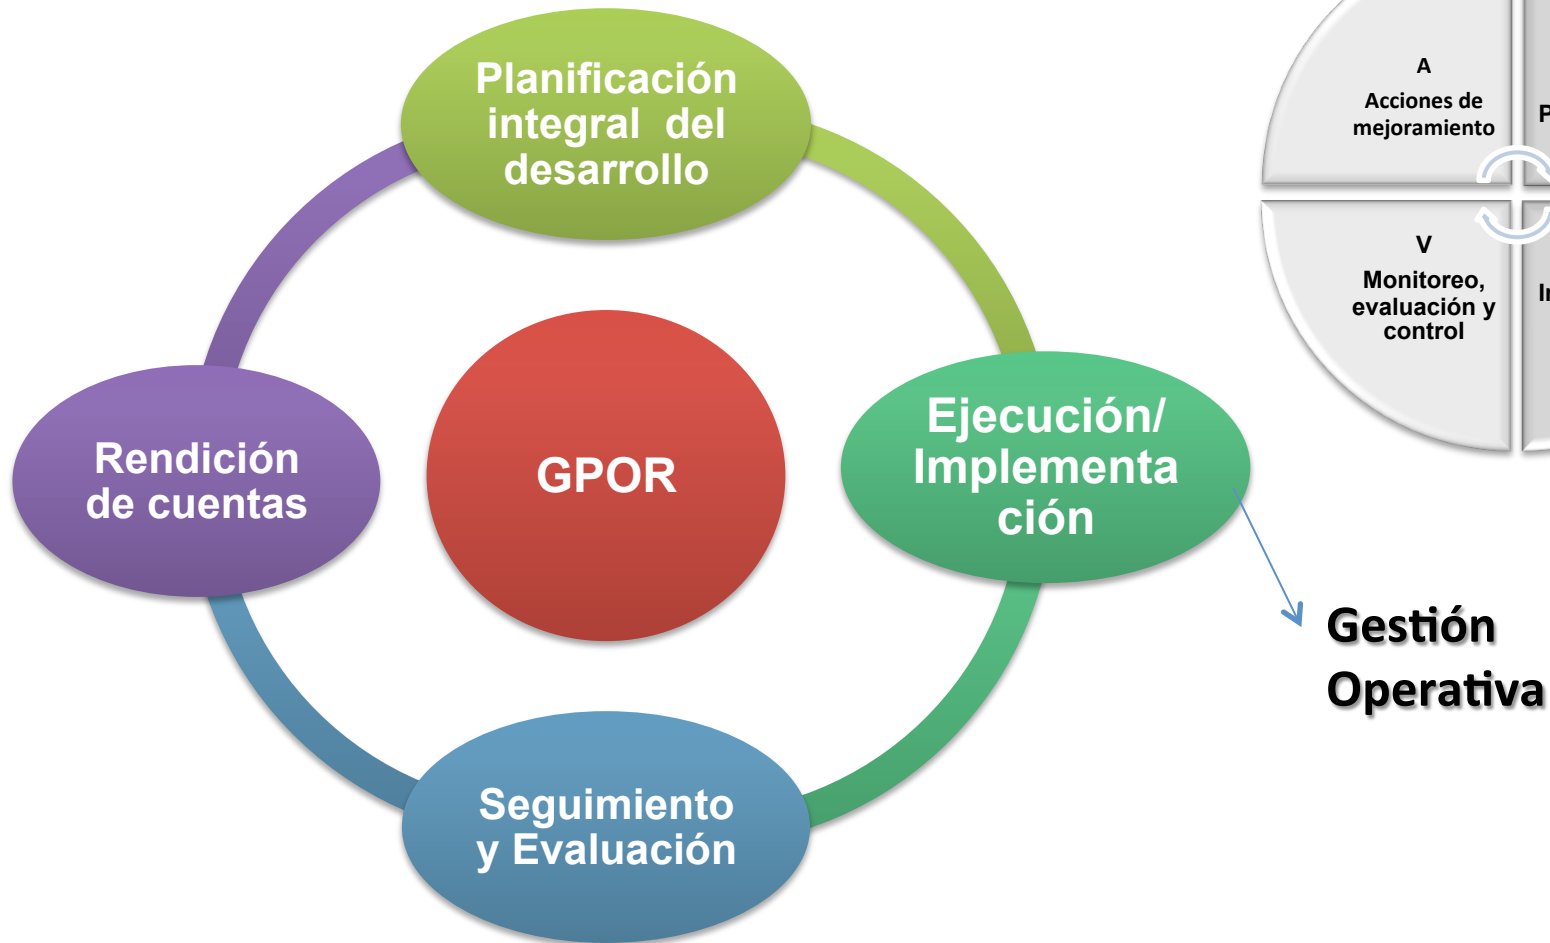 Planificación
integral del
desarrollo
A
Acciones de
mejoramiento
P
V
Monitoreo,
evaluación y
control
Rendición
de cuentas
GPOR
Ejecución/
Implementa
ción
Gestión
Operativa
Seguimiento
y Evaluación